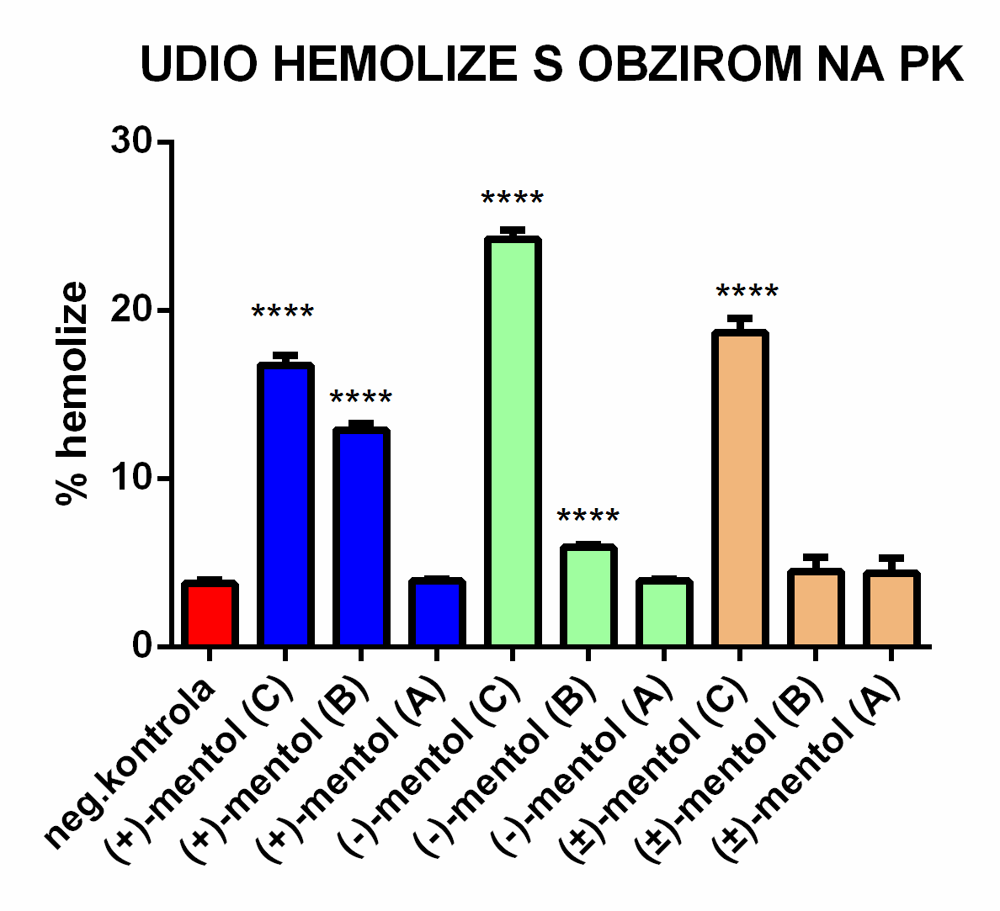 UDIO HEMOLIZE S OBZIROM NA PK
% hemolize
30
20
10
0
****
****
****
****
****
neg.kontrola
(+)-mentol (C)
(+)-mentol (B)
(+)-mentol (A)
(-)-mentol (C)
(-)-mentol (B)
(-)-mentol (A)
(±)-mentol (C)
(±)-mentol (B)
(±)-mentol (A)